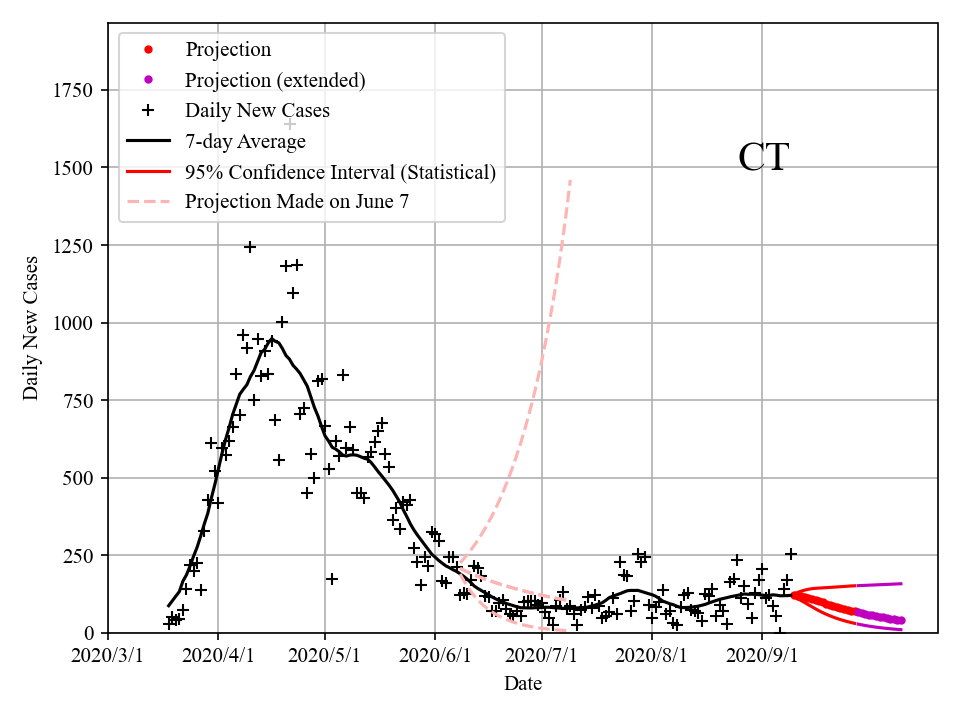 Projection
Projection (extended)
Daily New Cases
7-day Average
95% Confidence Interval (Statistical)
Projection Made on June 7
CT
Daily New Cases
1750
1500
1250
1000
750
500
250
0
2020/3/1 2020/4/1 2020/5/1 2020/6/1 2020/7/1 2020/8/1 2020/9/1
Date